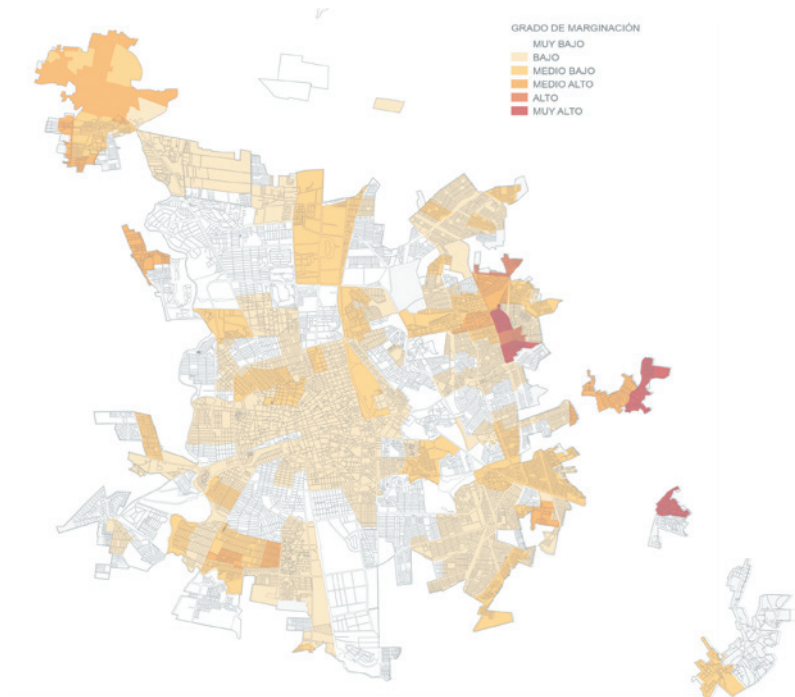 GRADO DE MARGINACIÓN
MUY BAJO
BAJO
MEDIO BAJO
MEDIO ALTO
ALTO
MUY ALTO